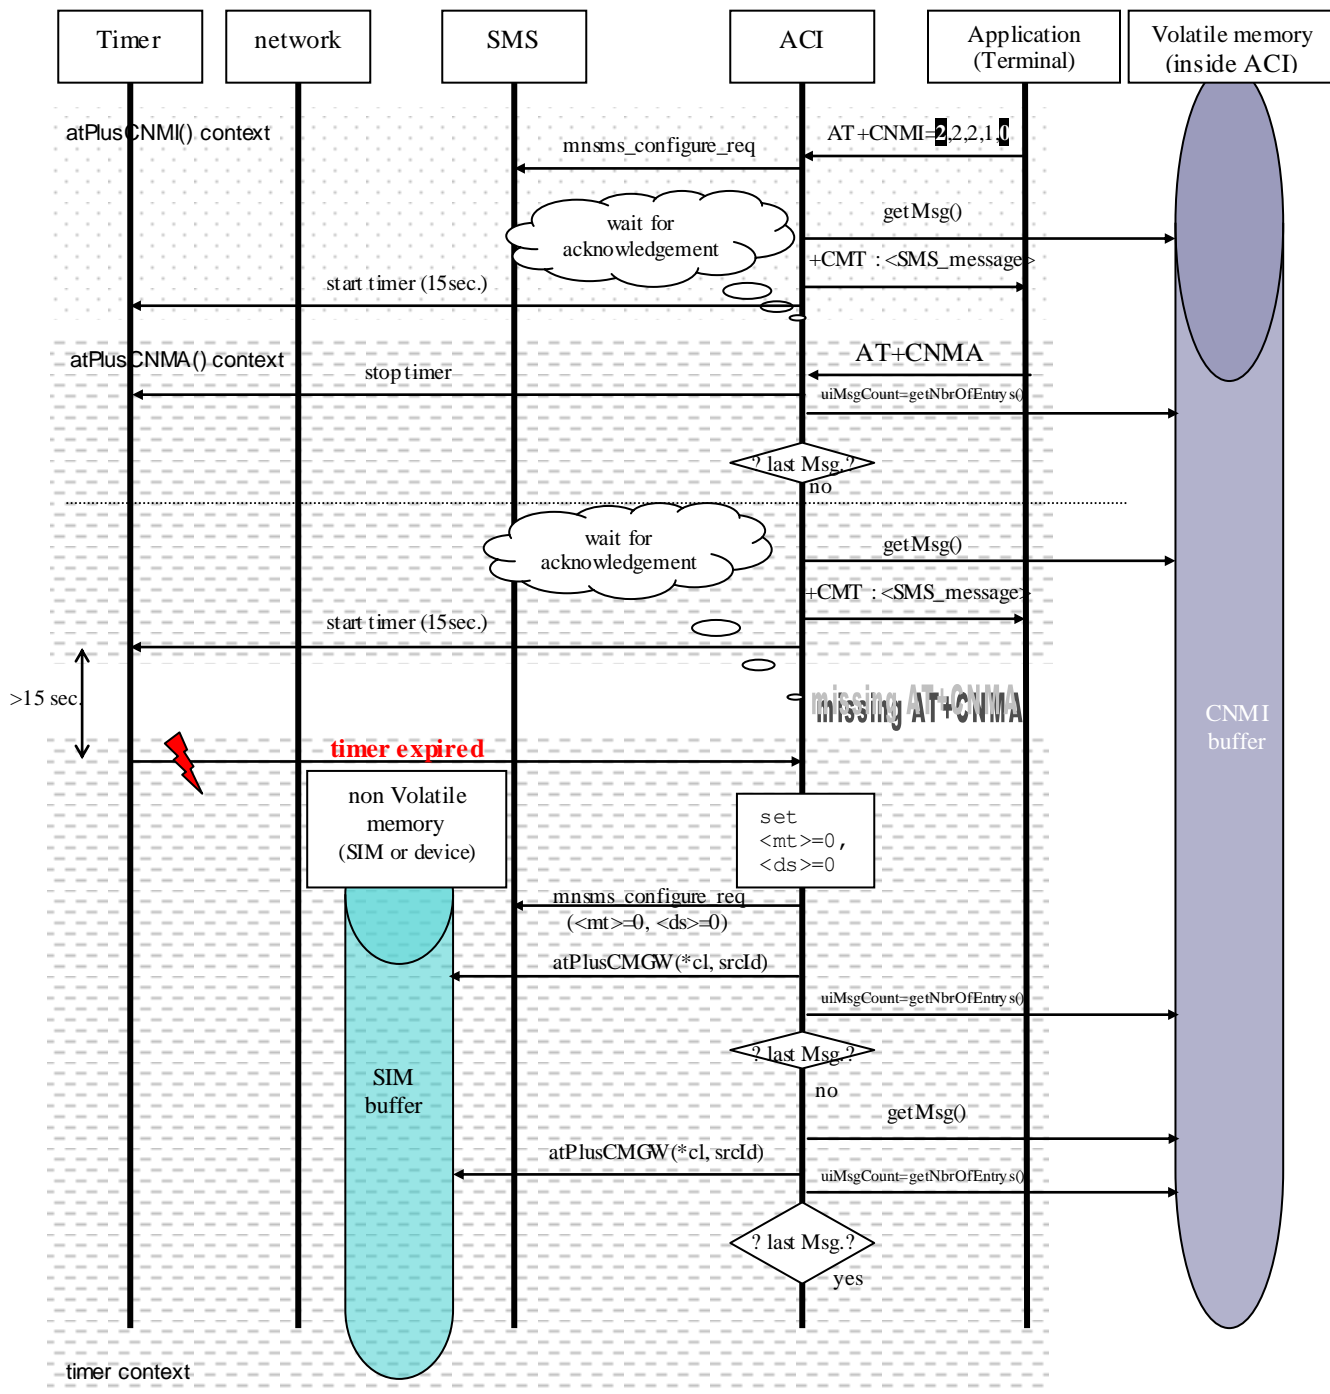 Timer
network
SMS
ACI
Application
(Terminal)
Volatile memory
(inside ACI)
atPlusCNMI() context
AT+CNMI=2,2,2,1,0
mnsms_configure_req
wait for
acknowledgement
getMsg()
+CMT : <SMS_message>
start timer (15sec.)
atPlusCNMA() context
AT+CNMA
stop timer
uiMsgCount=getNbrOfEntrys()
? last Msg.?
no
wait for
acknowledgement
getMsg()
+CMT : <SMS_message>
start timer (15sec.)
>15 sec.
missing AT+CNMA
CNMI
buffer
timer expired
non Volatile
memory
(SIM or device)
set
<mt>=0,
<ds>=0
mnsms_configure_req
(<mt>=0, <ds>=0)
atPlusCMGW(*cl, srcId)
uiMsgCount=getNbrOfEntrys()
? last Msg.?
no
SIM
buffer
getMsg()
atPlusCMGW(*cl, srcId)
uiMsgCount=getNbrOfEntrys()
? last Msg.?
yes
timer context